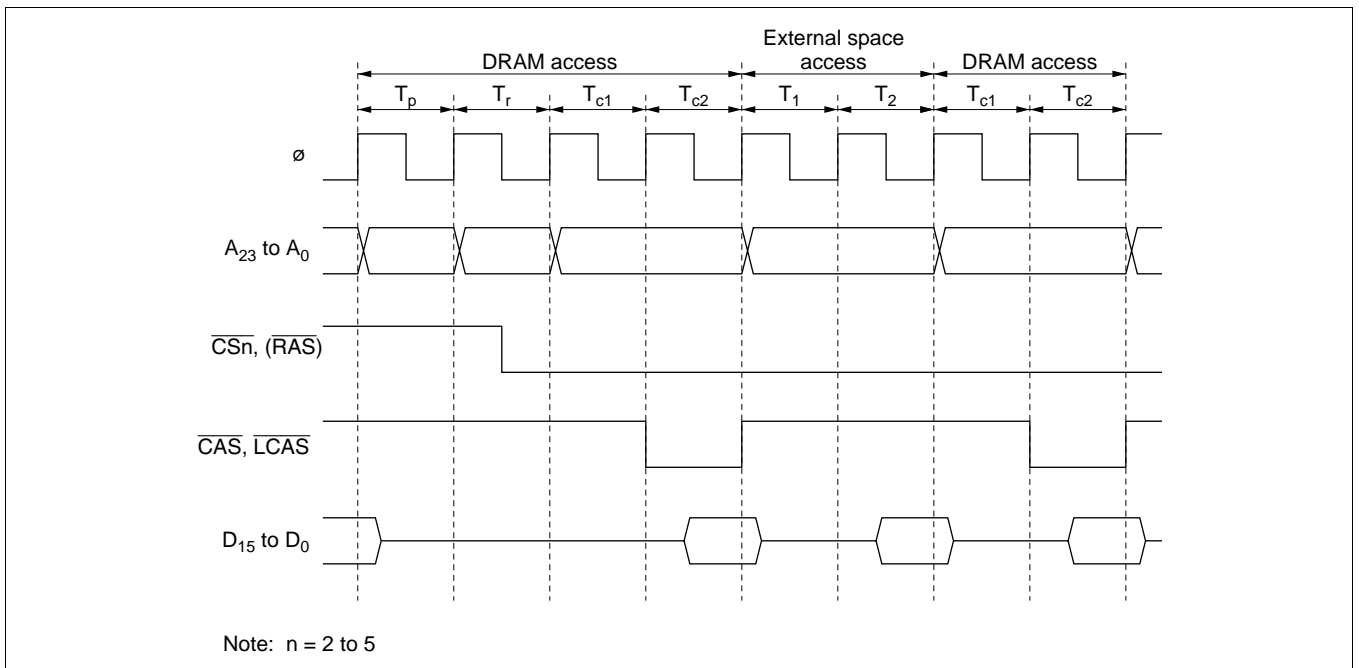 External space
DRAM access access DRAM access
Tp Tr Tc1 Tc2 T1 T2 Tc1 Tc2
ø
A23 to A0
CSn, (RAS)
CAS, LCAS
D15 to D0
Note: n = 2 to 5